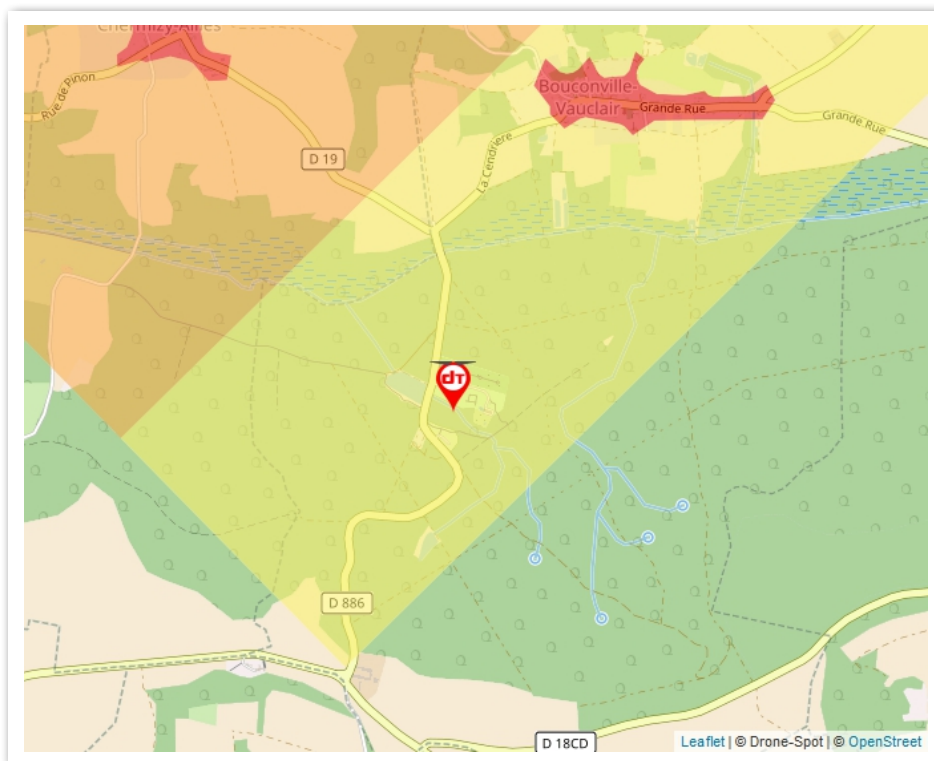 Chermizy-Ailles
Rue de Pinon
D 19
La Cendrière
Bouconville-
Vauclair
Grande Rue
Grande Rue
dT
D 886
D 18CD
Leaflet | © Drone-Spot | © OpenStreet